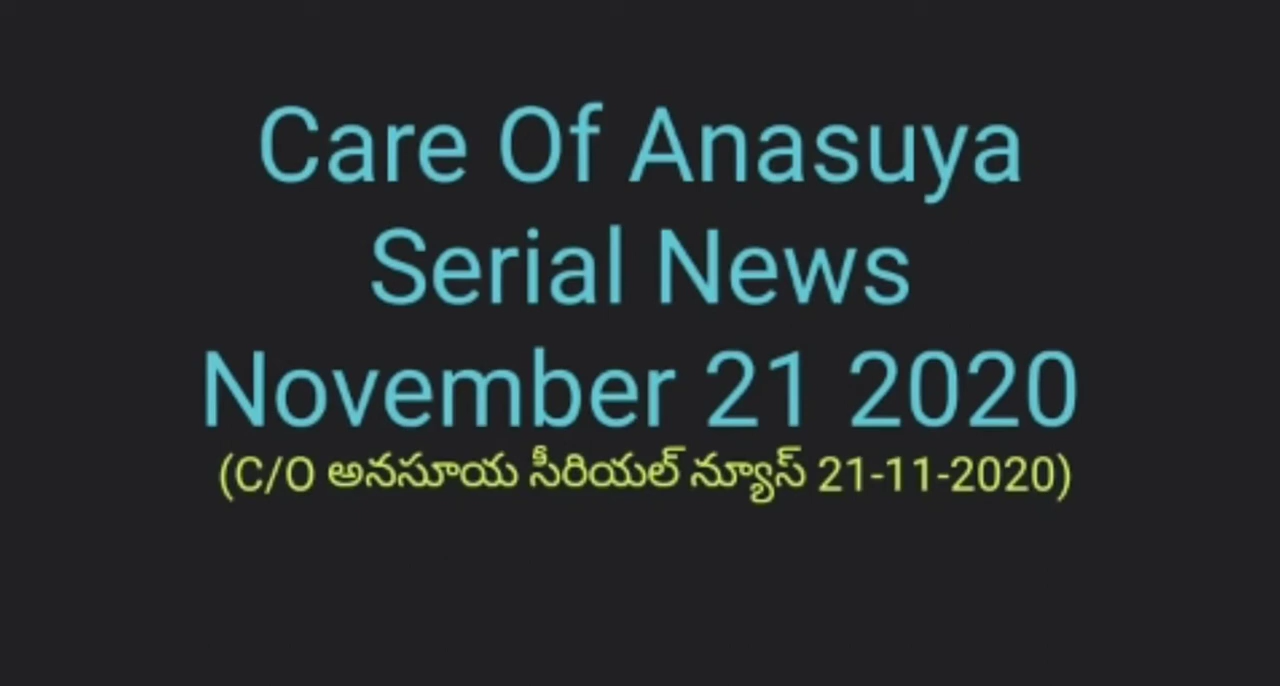 Care Of Anasuya
Serial News
November 21 2020
(C/O అనసూయ సీరియల్ న్యూస్ 21-11-2020)